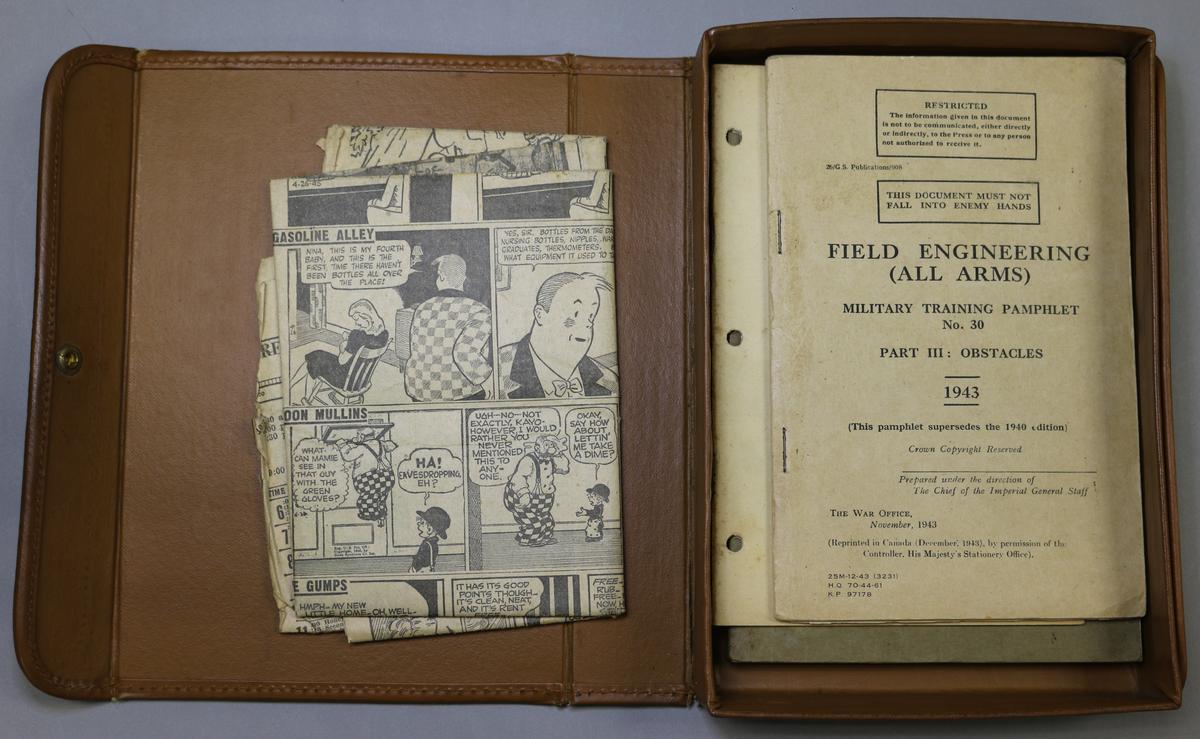 4-26-45
GASOLINE ALLEY
NINA, THIS IS MY FOURTH
BABY, AND THIS IS THE
FIRST TIME THERE HAVEN'T
BEEN BOTTLES ALL OVER
THE PLACE!
YES, SIR. BOTTLES FROM THE
NURSING BOTTLES, NIPPLES,
GRADUATES, THERMOMETERS.
WHAT EQUIPMENT IT USED TO
OON MULLINS
WHAT
CAN MAMIE
SEE IN
THAT GUY
WITH THE
GREEN
GLOVES?
HA!
EAVESDROPPING,
EH?
UGH-NO-NOT
EXACTLY, KAYO.
HOWEVER, I WOULD
RATHER YOU
NEVER
MENTIONED
THIS TO
ANY-
ONE.
OKAY,
SAY HOW
ABOUT
LETTIN'
ME TAKE
A DIME?
E GUMPS
HMPH-MY NEW
LITTLE HOME-OH, WELL-
IT HAS ITS GOOD
POINTS THOUGH-
IT'S CLEAN, NEAT,
AND IT'S RENT
FREE-
RUB-
FREE-
NOW
RESTRICTED
The information given in this document
is not to be communicated, either directly
or indirectly, to the Press or to any person
not authorized to receive it.
26/G.S. Publications/908
THIS DOCUMENT MUST NOT
FALL INTO ENEMY HANDS
FIELD ENGINEERING
(ALL ARMS)
MILITARY TRAINING PAMPHLET
No. 30
PART III: OBSTACLES
1943
(This pamphlet supersedes the 1940 edition)
Crown Copyright Reserved
Prepared under the direction of
The Chief of the Imperial General Staff
THE WAR OFFICE,
November, 1943
(Reprinted in Canada (December, 1943), by permission of the
Controller, His Majesty's Stationery Office).
25M-12-43 (3231)
H.Q. 70-44-61
K.P. 97178